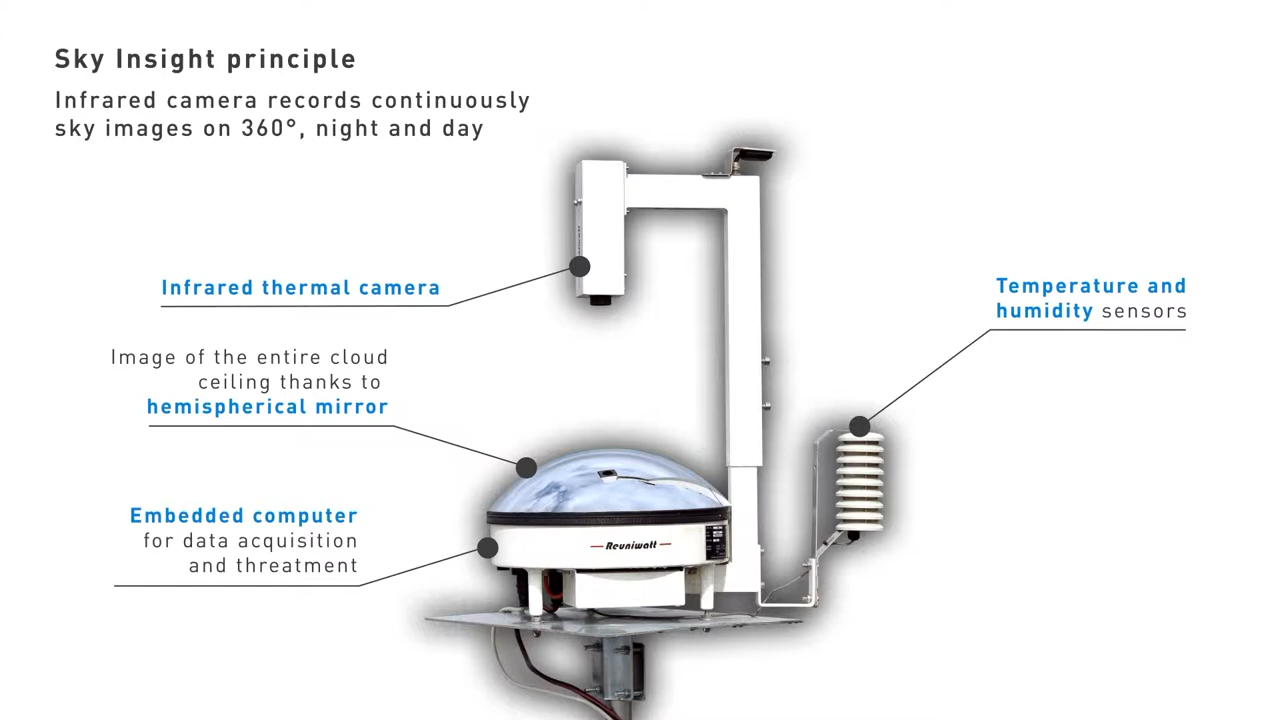 Sky Insight principle
Infrared camera records continuously
sky images on 360°, night and day
Infrared thermal camera
Temperature and
humidity sensors
Image of the entire cloud
ceiling thanks to
hemispherical mirror
Embedded computer
for data acquisition
and threatment
Reuniwatt